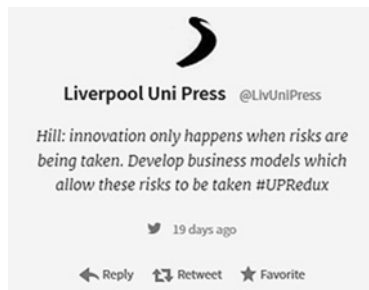 Liverpool Uni Press @LivUniPress
Hill: innovation only happens when risks are
being taken. Develop business models which
allow these risks to be taken #UPRedux
19 days ago
Reply Retweet Favorite